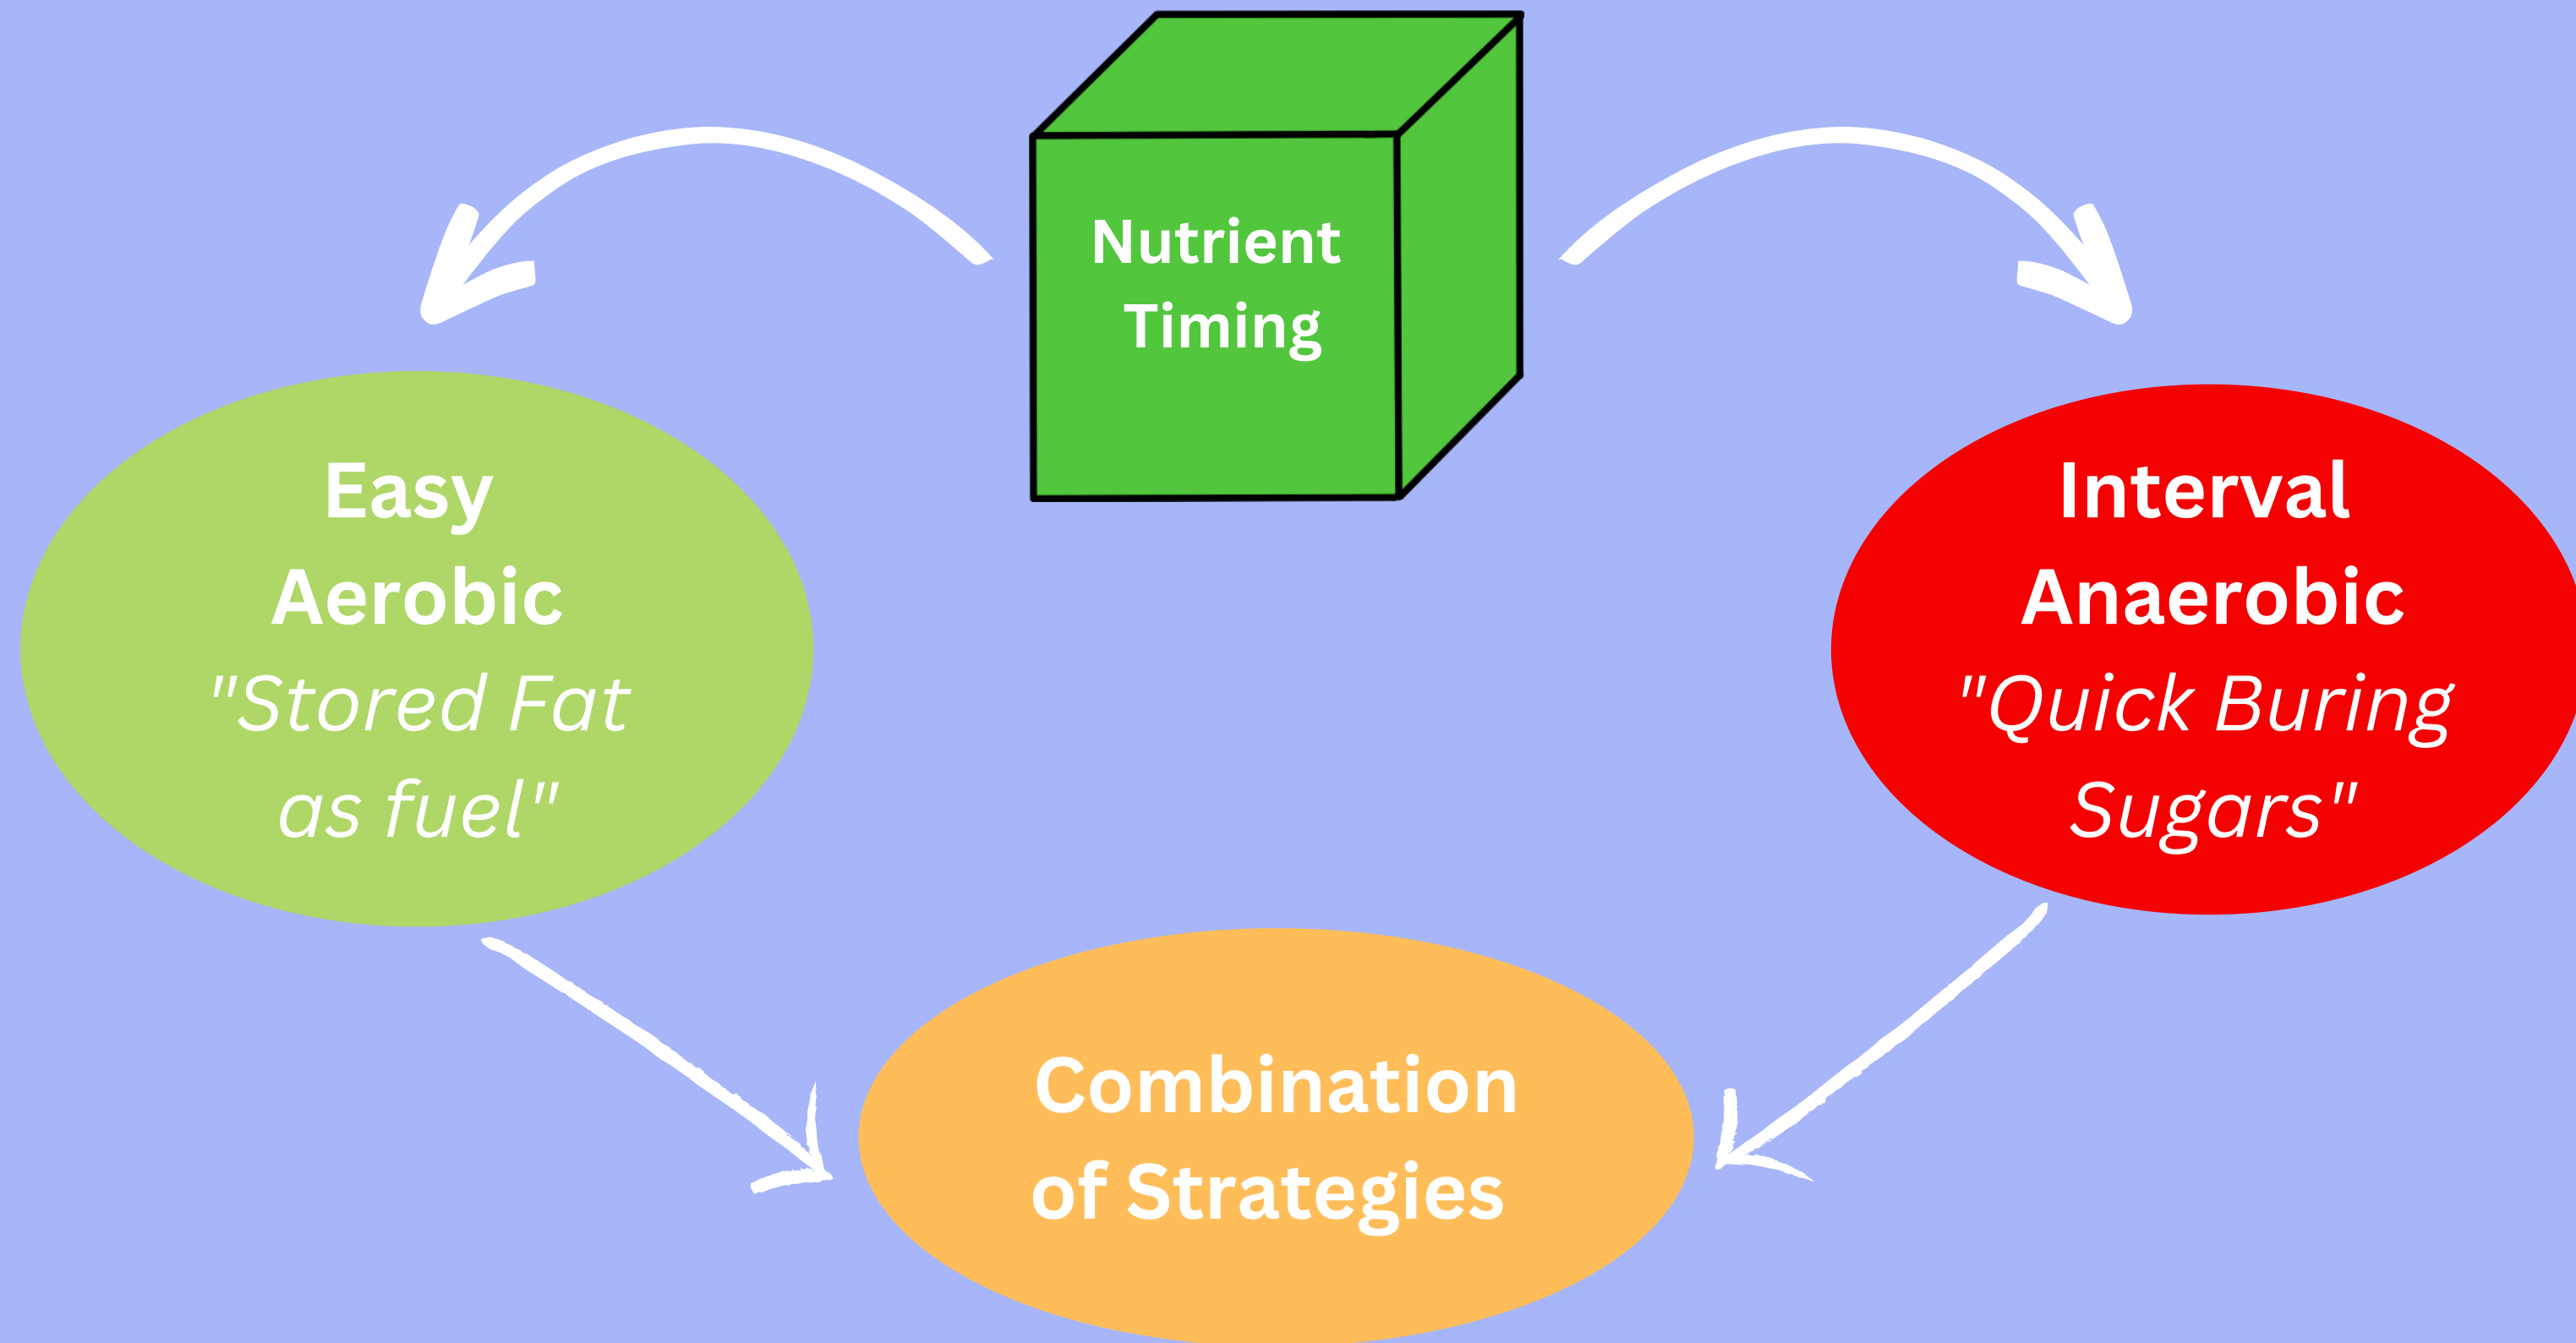 Nutrient
Timing
Easy
Aerobic
"Stored Fat
as fuel"
Interval
Anaerobic
"Quick Buring
Sugars"
Combination
of Strategies